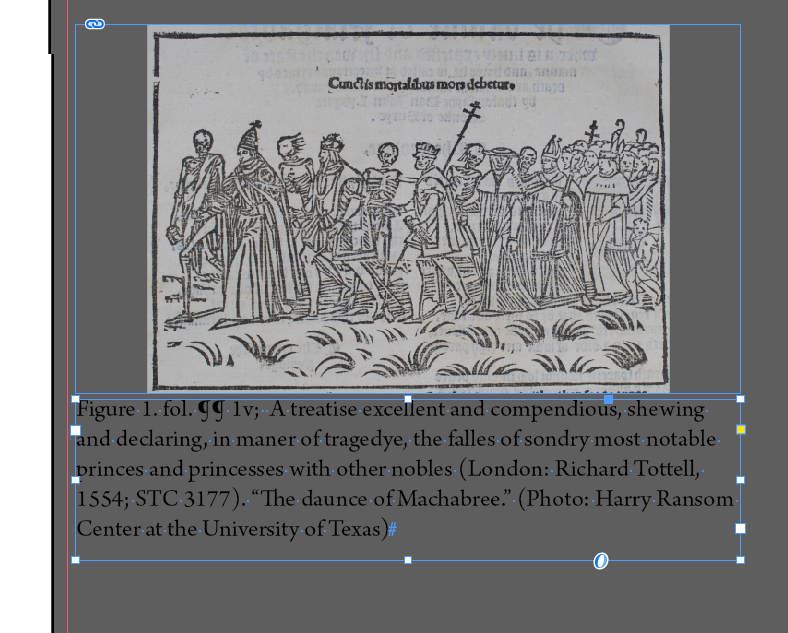 Cunctis mortalibus mors debetur.
Figure 1. fol. ¶¶ 1v; A treatise excellent and compendious, shewing
and declaring, in maner of tragedye, the falles of sondry most notable
princes and princesses with other nobles (London: Richard Tottell,
1554; STC 3177). “The daunce of Machabree.” (Photo: Harry Ransom
Center at the University of Texas)#